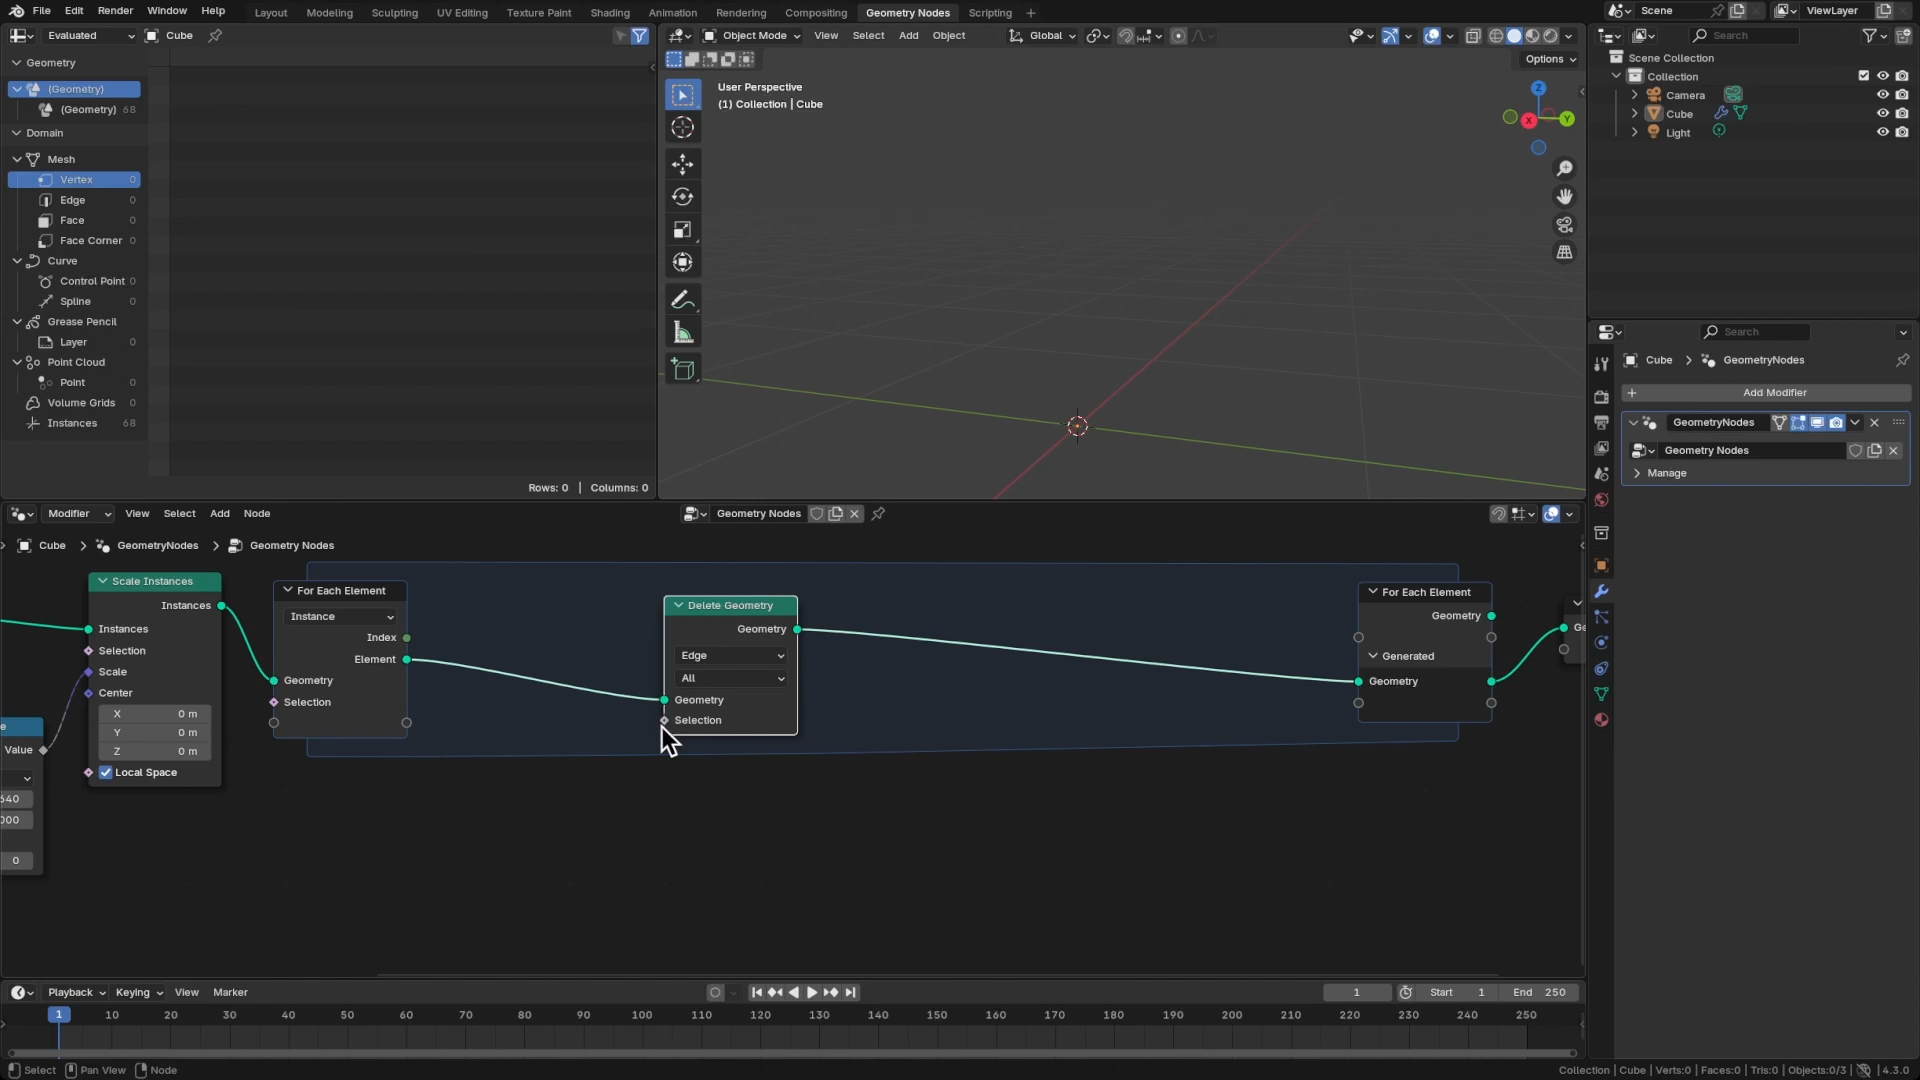 File Edit Render Window Help Layout Modeling Sculpting UV Editing Texture Paint Shading Animation Rendering Compositing Geometry Nodes Scripting + Scene ViewLayer
Evaluated Cube
Object Mode View Select Add Object Global
Search
Options
Geometry
(Geometry)
(Geometry) 68
Domain
Mesh
Vertex 0
Edge 0
Face 0
Face Corner 0
Curve
Control Point 0
Spline 0
Grease Pencil
Layer 0
Point Cloud
Point 0
Volume Grids 0
Instances 68
Rows: 0 | Columns: 0
User Perspective
(1) Collection | Cube
Z
X
Y
Scene Collection
Collection
Camera
Cube
Light
Search
Cube > GeometryNodes
+ Add Modifier
GeometryNodes
Geometry Nodes
Manage
Modifier View Select Add Node Geometry Nodes
Cube > GeometryNodes > Geometry Nodes
Scale Instances
Instances
Instances
Selection
Scale
Center
X 0 m
Y 0 m
Z 0 m
Local Space
e
Value
640
000
0
For Each Element
Instance
Index
Element
Geometry
Selection
Delete Geometry
Geometry
Edge
All
Geometry
Selection
For Each Element
Geometry
Generated
Geometry
Ge
Playback Keying View Marker 1 Start 1 End 250
1 10 20 30 40 50 60 70 80 90 100 110 120 130 140 150 160 170 180 190 200 210 220 230 240 250
Select Pan View Node Collection | Cube | Verts:0 | Faces:0 | Tris:0 | Objects:0/3 | 4.3.0